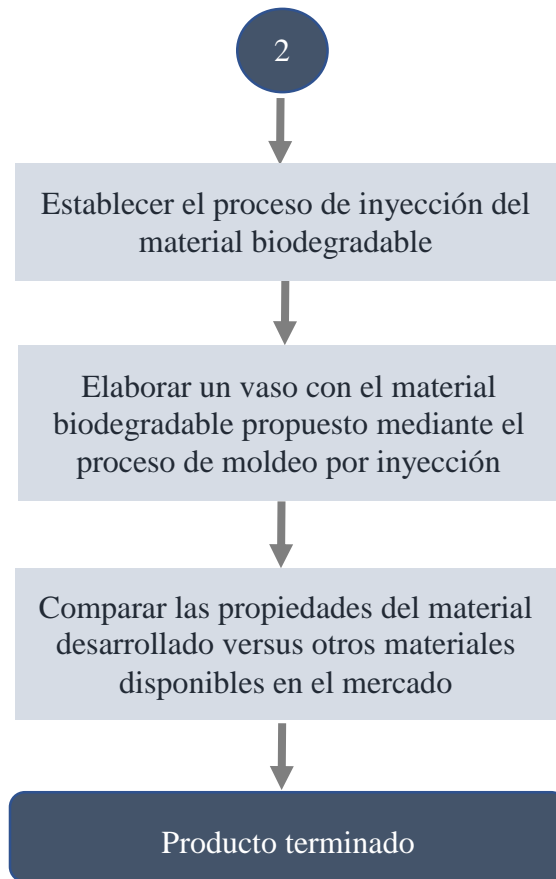 2
Establecer el proceso de inyección del
material biodegradable
Elaborar un vaso con el material
biodegradable propuesto mediante el
proceso de moldeo por inyección
Comparar las propiedades del material
desarrollado versus otros materiales
disponibles en el mercado
Producto terminado